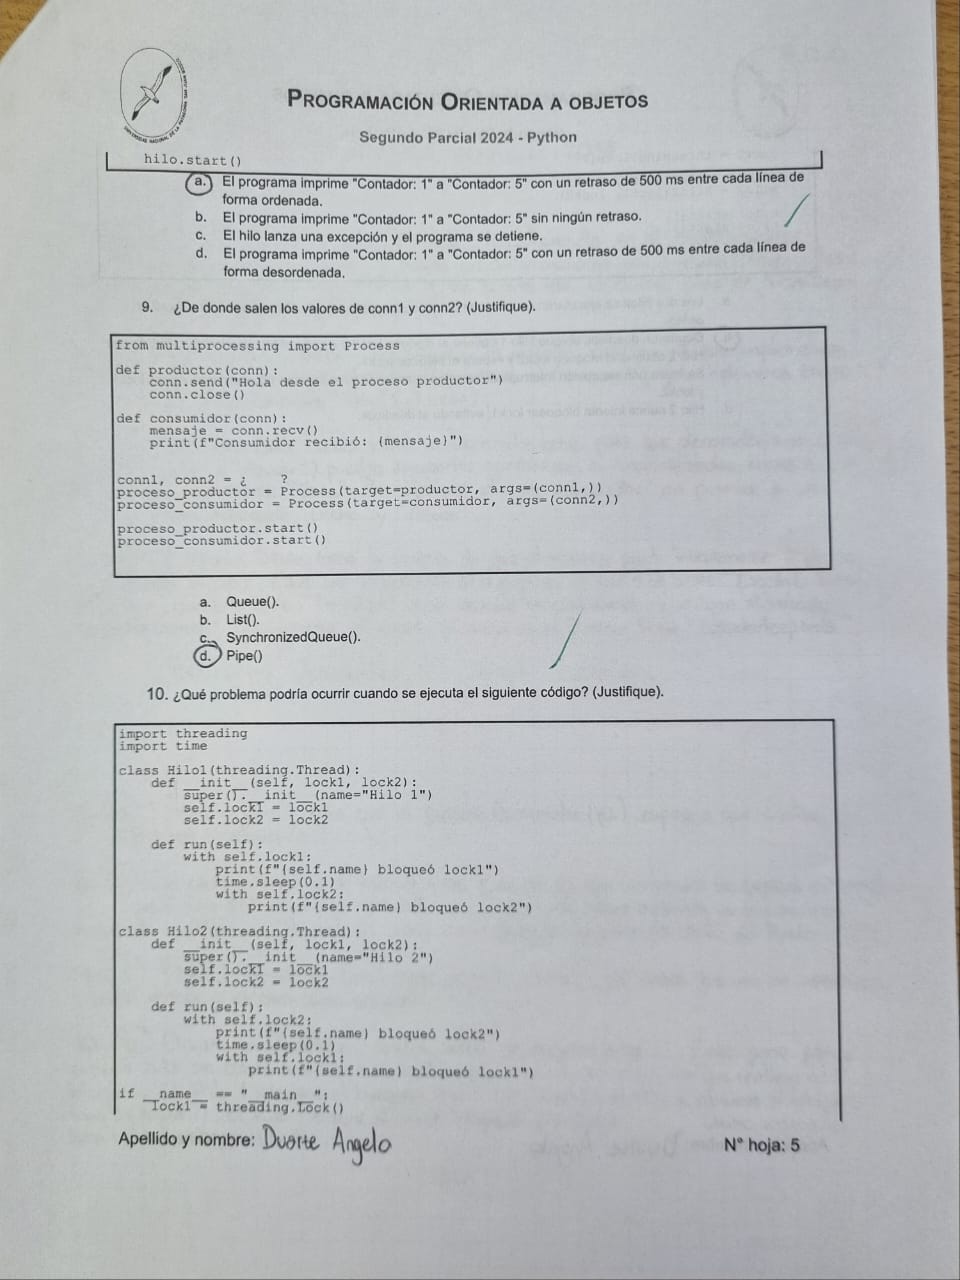 PROGRAMACIÓN ORIENTADA A OBJETOS
Segundo Parcial 2024 - Python
hilo.start()
a. El programa imprime "Contador: 1" a "Contador: 5" con un retraso de 500 ms entre cada línea de
forma ordenada.
b. El programa imprime "Contador: 1" a "Contador: 5" sin ningún retraso.
c. El hilo lanza una excepción y el programa se detiene.
d. El programa imprime "Contador: 1" a "Contador: 5" con un retraso de 500 ms entre cada línea de
forma desordenada.
9. ¿De donde salen los valores de conn1 y conn2? (Justifique).
from multiprocessing import Process
def productor(conn):
conn.send("Hola desde el proceso productor")
conn.close()
def consumidor(conn):
mensaje = conn.recv()
print(f"Consumidor recibió: {mensaje}")
conn1, conn2 = ¿ ?
proceso_productor = Process(target=productor, args=(conn1,))
proceso_consumidor = Process(target=consumidor, args=(conn2,))
proceso_productor.start()
proceso_consumidor.start()
a. Queue().
b. List().
c. SynchronizedQueue().
d. Pipe()
10. ¿Qué problema podría ocurrir cuando se ejecuta el siguiente código? (Justifique).
import threading
import time
class Hilo1(threading.Thread):
def __init__(self, lock1, lock2):
super().__init__(name="Hilo 1")
self.lock1 = lock1
self.lock2 = lock2
def run(self):
with self.lock1:
print(f"{self.name} bloqueó lock1")
time.sleep(0.1)
with self.lock2:
print(f"{self.name} bloqueó lock2")
class Hilo2(threading.Thread):
def __init__(self, lock1, lock2):
super().__init__(name="Hilo 2")
self.lock1 = lock1
self.lock2 = lock2
def run(self):
with self.lock2:
print(f"{self.name} bloqueó lock2")
time.sleep(0.1)
with self.lock1:
print(f"{self.name} bloqueó lock1")
if __name__ == "__main__":
lock1 = threading.Lock()
Apellido y nombre: Duarte Angelo
N° hoja: 5